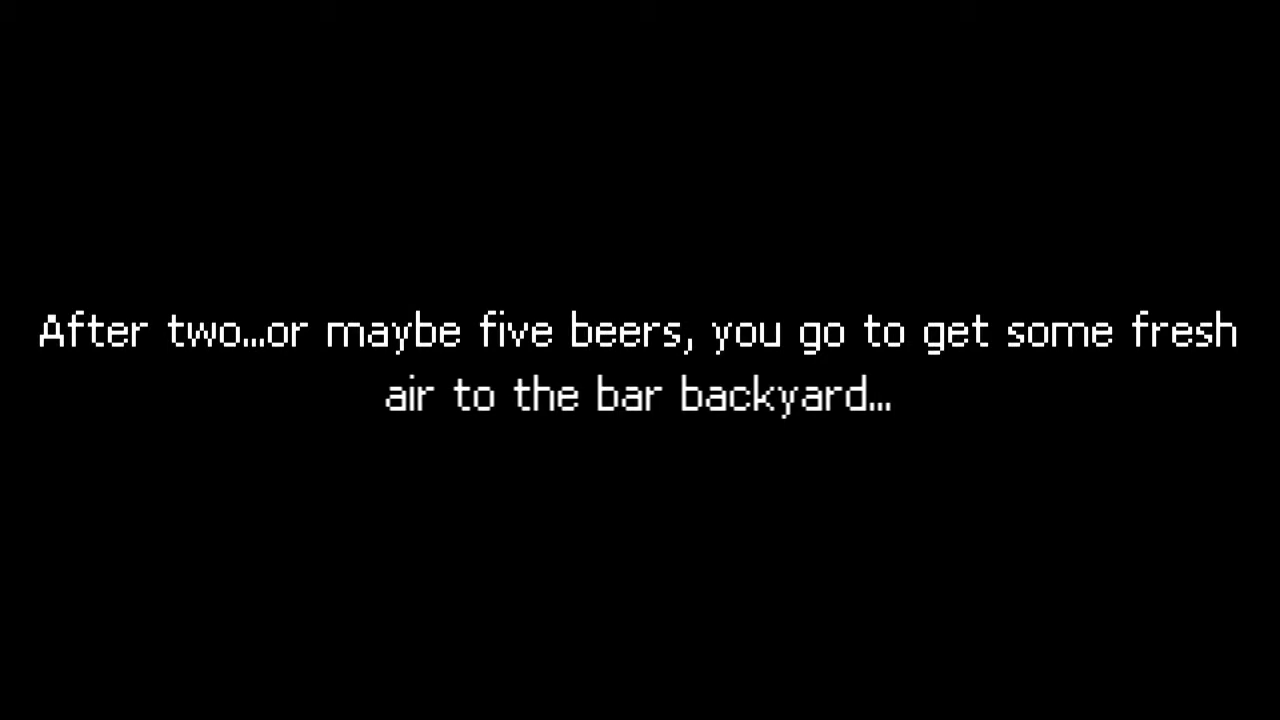 After two...or maybe five beers, you go to get some fresh
air to the bar backyard...